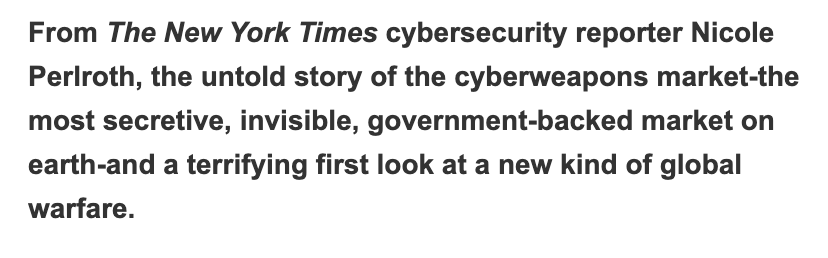 From The New York Times cybersecurity reporter Nicole
Perlroth, the untold story of the cyberweapons market-the
most secretive, invisible, government-backed market on
earth-and a terrifying first look at a new kind of global
warfare.